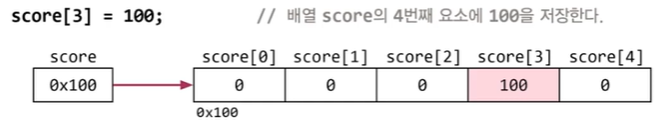 score[3] = 100; // 배열 score의 4번째 요소에 100을 저장한다.
score score[0] score[1] score[2] score[3] score[4]
0x100 0 0 0 100 0
0x100